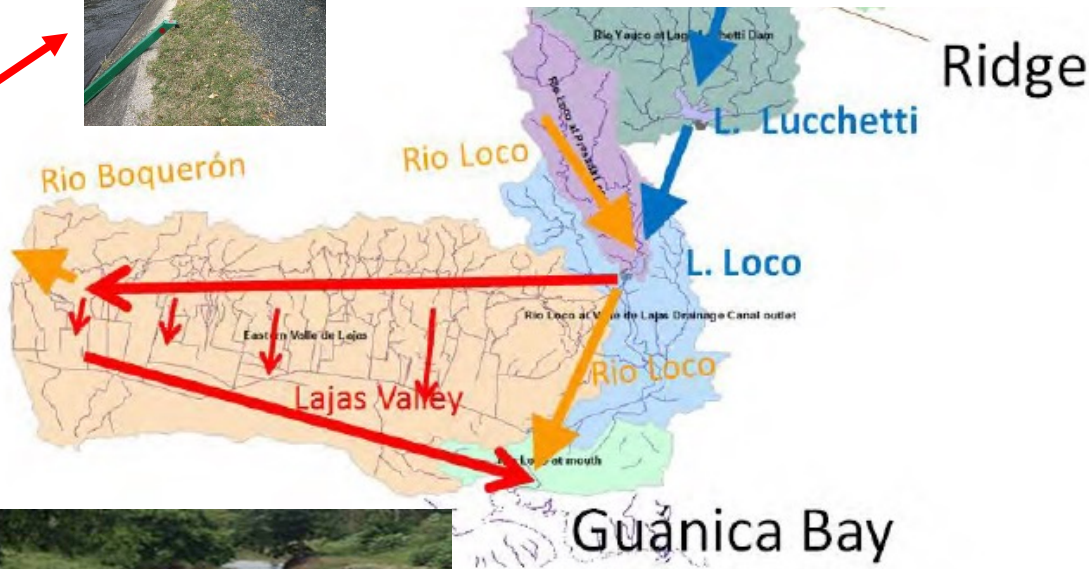 Rio Yauco at Lago Lucchetti Dam
Ridge
L. Lucchetti
Rio Loco
Rio Boquerón
L. Loco
Rio Loco at Valle de Lajas Drainage Canal outlet
Eastern Valle de Lajas
Rio Loco
Lajas Valley
Rio Loco at mouth
Guánica Bay